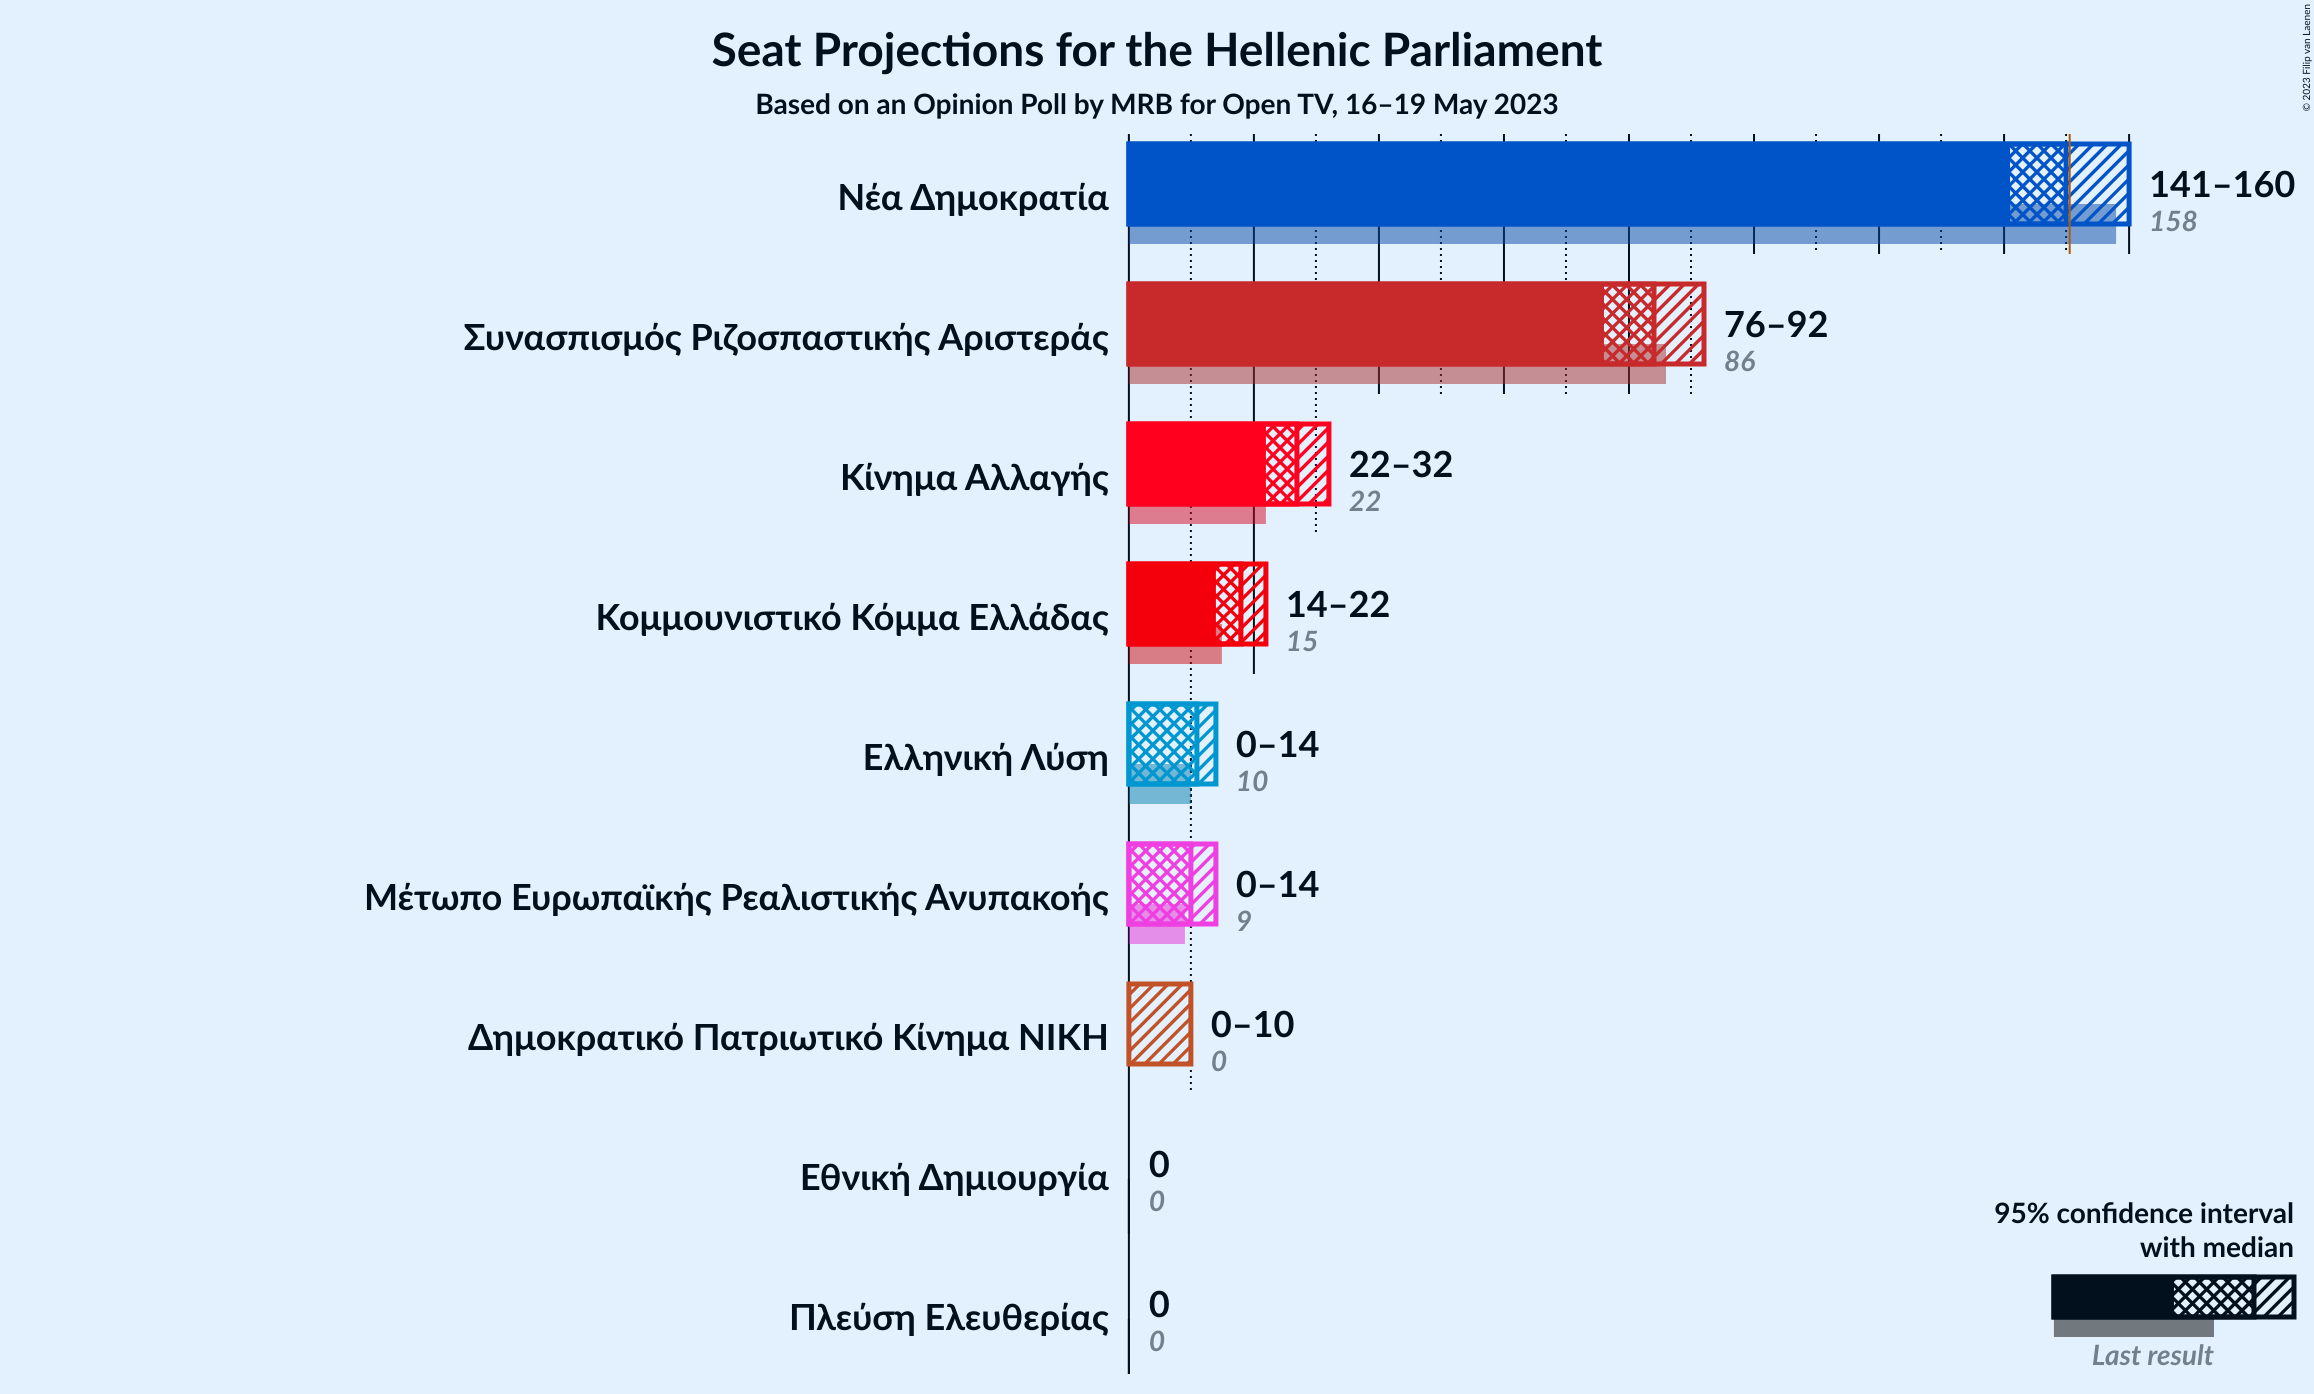 Seat Projections for the Hellenic Parliament
Based on an Opinion Poll by MRB for Open TV, 16–19 May 2023
© 2023 Filip van Laenen
Νέα Δημοκρατία
141–160
158
Συνασπισμός Ριζοσπαστικής Αριστεράς
76–92
86
Κίνημα Αλλαγής
22–32
22
Κομμουνιστικό Κόμμα Ελλάδας
14–22
15
Ελληνική Λύση
0–14
10
Μέτωπο Ευρωπαϊκής Ρεαλιστικής Ανυπακοής
0–14
9
Δημοκρατικό Πατριωτικό Κίνημα ΝΙΚΗ
0–10
0
Εθνική Δημιουργία
0
0
Πλεύση Ελευθερίας
0
0
95% confidence interval
with median
Last result